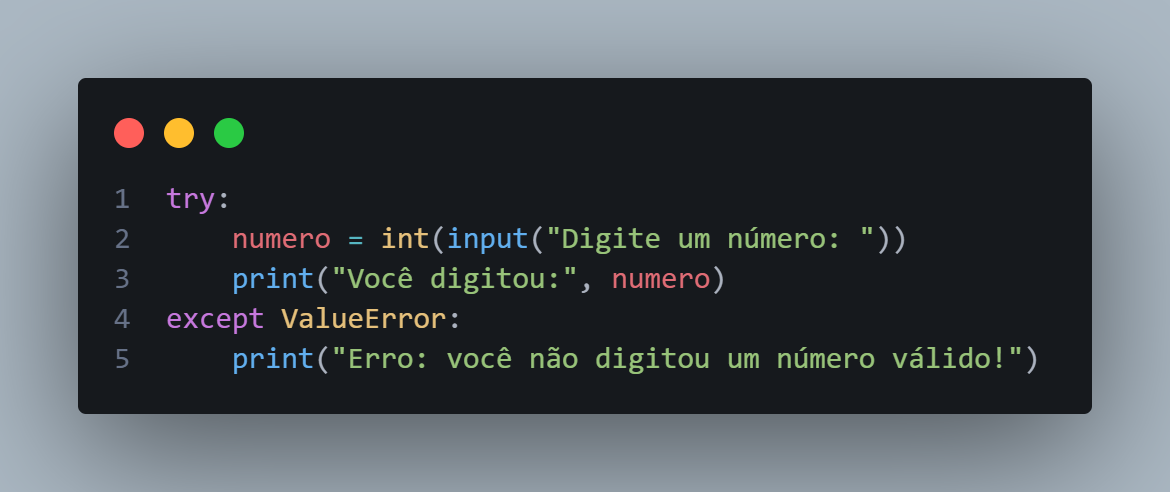 1 try:
2     numero = int(input("Digite um número: "))
3     print("Você digitou:", numero)
4 except ValueError:
5     print("Erro: você não digitou um número válido!")